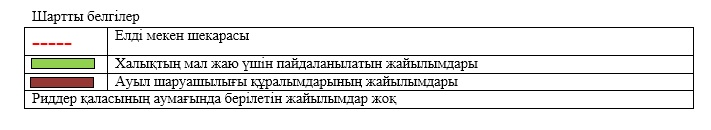 Шартты белгілер
Елді мекен шекарасы
Халықтың мал жаю үшін пайдаланылатын жайылымдары
Ауыл шаруашылығы құралымдарының жайылымдары
Риддер қаласының аумағында берілетін жайылымдар жоқ